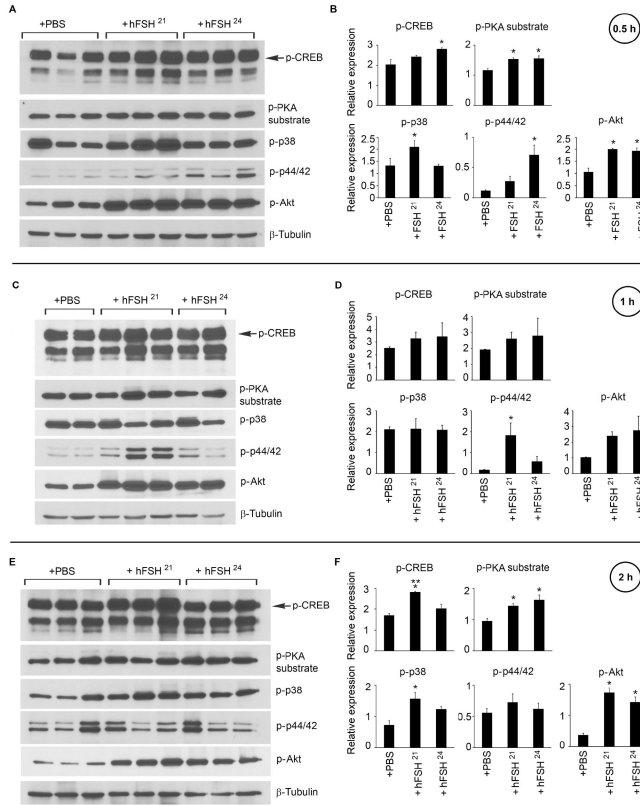 A
+PBS + hFSH 21 + hFSH 24
p-CREB
p-PKA
substrate
p-p38
p-p44/42
p-Akt
β-Tubulin
B
0.5 h
p-CREB p-PKA substrate
Relative expression
3
2
1
0
*
2
1
0
* *
p-p38 p-p44/42 p-Akt
Relative expression
2.5
2
1.5
1
0.5
0
*
1
0.5
0
*
2.5
2
1.5
1
0.5
0
* *
+PBS
+ FSH 21
+ FSH 24
+PBS
+ FSH 21
+ FSH 24
+PBS
+ hFSH 21
+ hFSH 24
C
+PBS + hFSH 21 + hFSH 24
p-CREB
p-PKA
substrate
p-p38
p-p44/42
p-Akt
β-Tubulin
D
1 h
p-CREB p-PKA substrate
Relative expression
5
4
3
2
1
0
5
4
3
2
1
0
p-p38 p-p44/42 p-Akt
Relative expression
3
2
1
0
3
2
1
0
*
4
3
2
1
0
+PBS
+ hFSH 21
+ hFSH 24
+PBS
+ hFSH 21
+ hFSH 24
+PBS
+ hFSH 21
+ hFSH 24
E
+PBS + hFSH 21 + hFSH 24
p-CREB
p-PKA
substrate
p-p38
p-p44/42
p-Akt
β-Tubulin
F
2 h
p-CREB p-PKA substrate
Relative expression
3
2
1
0
**
*
2
1
0
* *
p-p38 p-p44/42 p-Akt
Relative expression
2
1
0
*
1
0.5
0
2
1
0
* *
+PBS
+ hFSH 21
+ hFSH 24
+PBS
+ hFSH 21
+ hFSH 24
+PBS
+ hFSH 21
+ hFSH 24